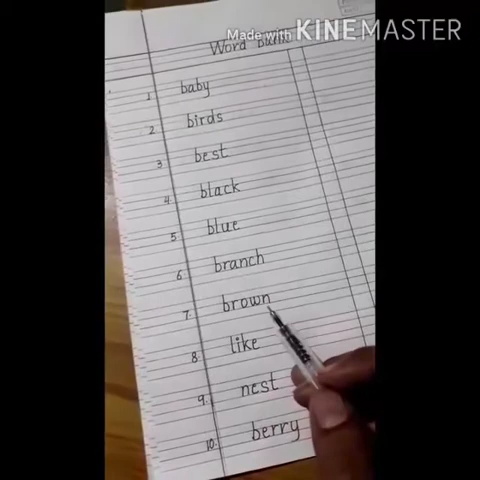 Made with KINEMASTER
Word
1. baby
2 birds
3. best
4. black
5. blue
6. branch
7. brown
8. like
9. nest
10. berry